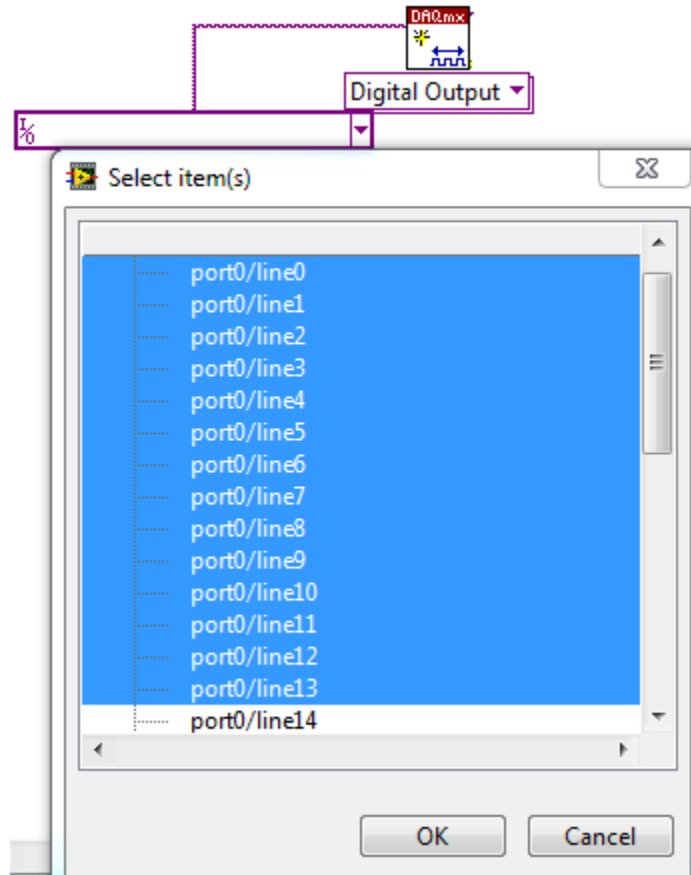 DAQmx
Digital Output
I/O
Select item(s)
port0/line0
port0/line1
port0/line2
port0/line3
port0/line4
port0/line5
port0/line6
port0/line7
port0/line8
port0/line9
port0/line10
port0/line11
port0/line12
port0/line13
port0/line14
OK
Cancel